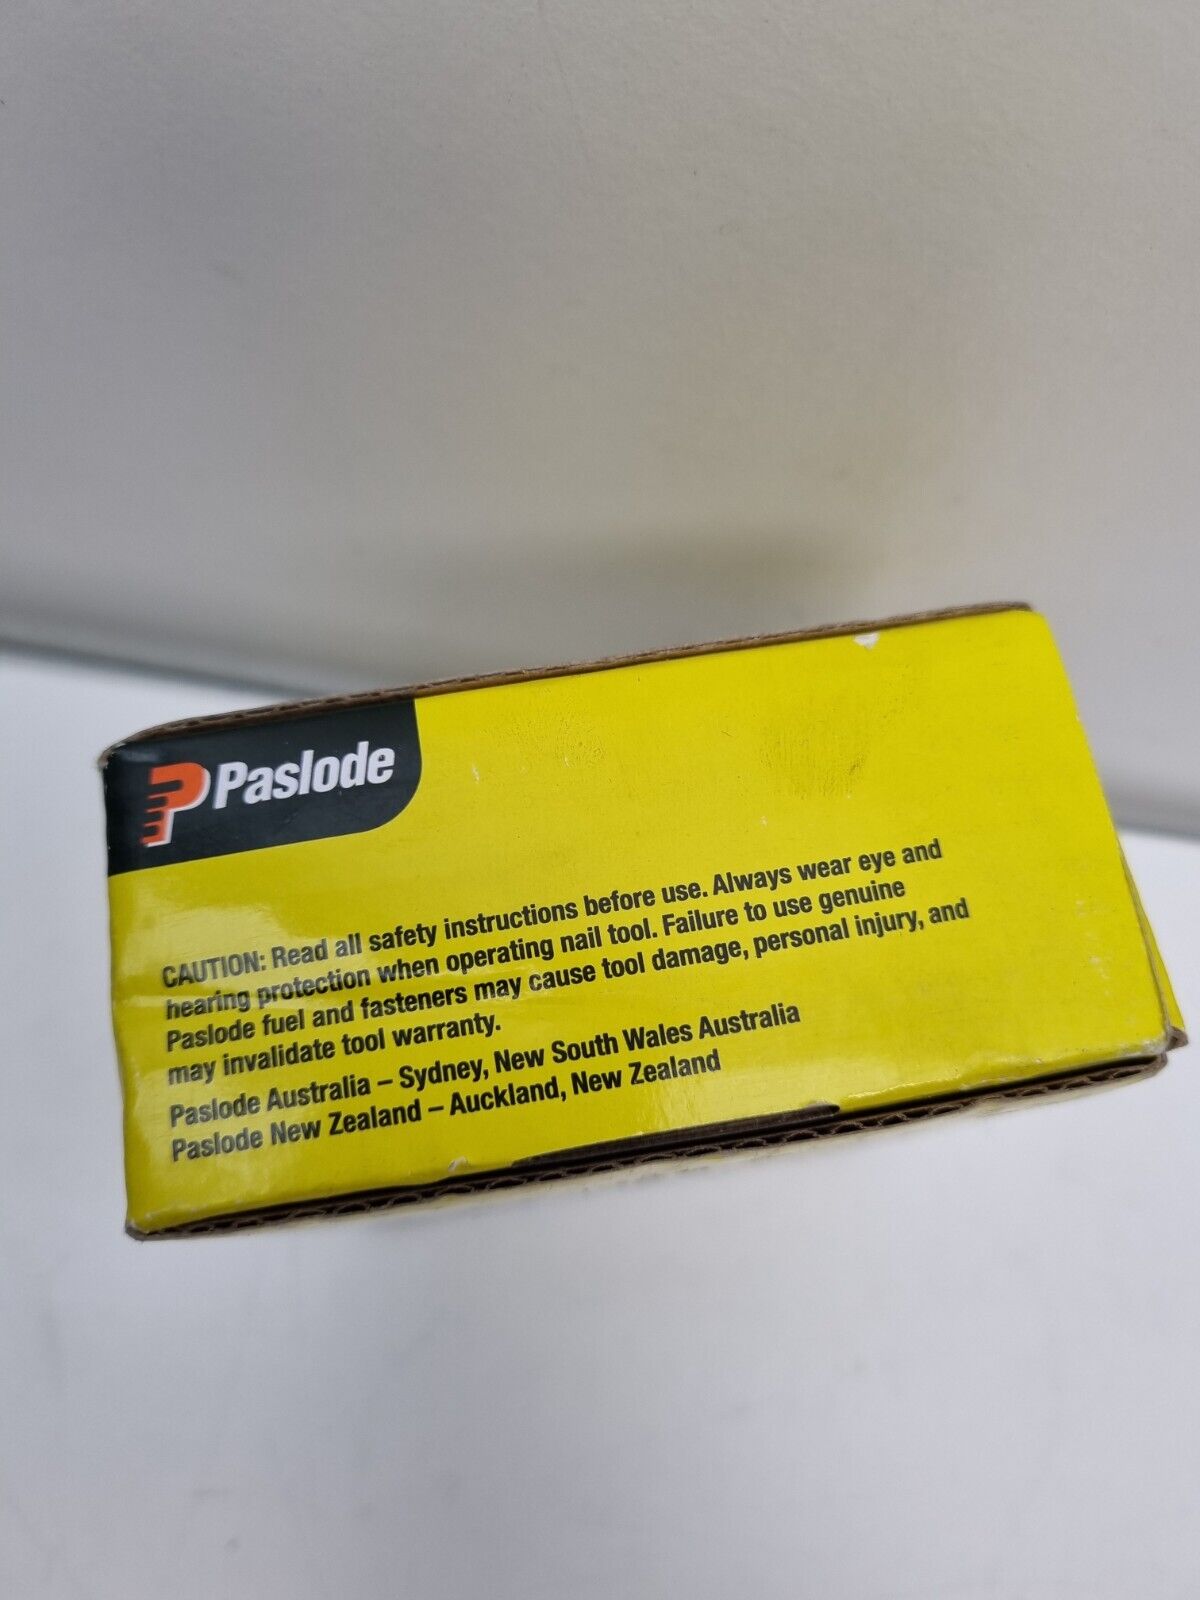 Paslode
CAUTION: Read all safety instructions before use. Always wear eye and
hearing protection when operating nail tool. Failure to use genuine
Paslode fuel and fasteners may cause tool damage, personal injury, and
may invalidate tool warranty.
Paslode Australia – Sydney, New South Wales Australia
Paslode New Zealand – Auckland, New Zealand